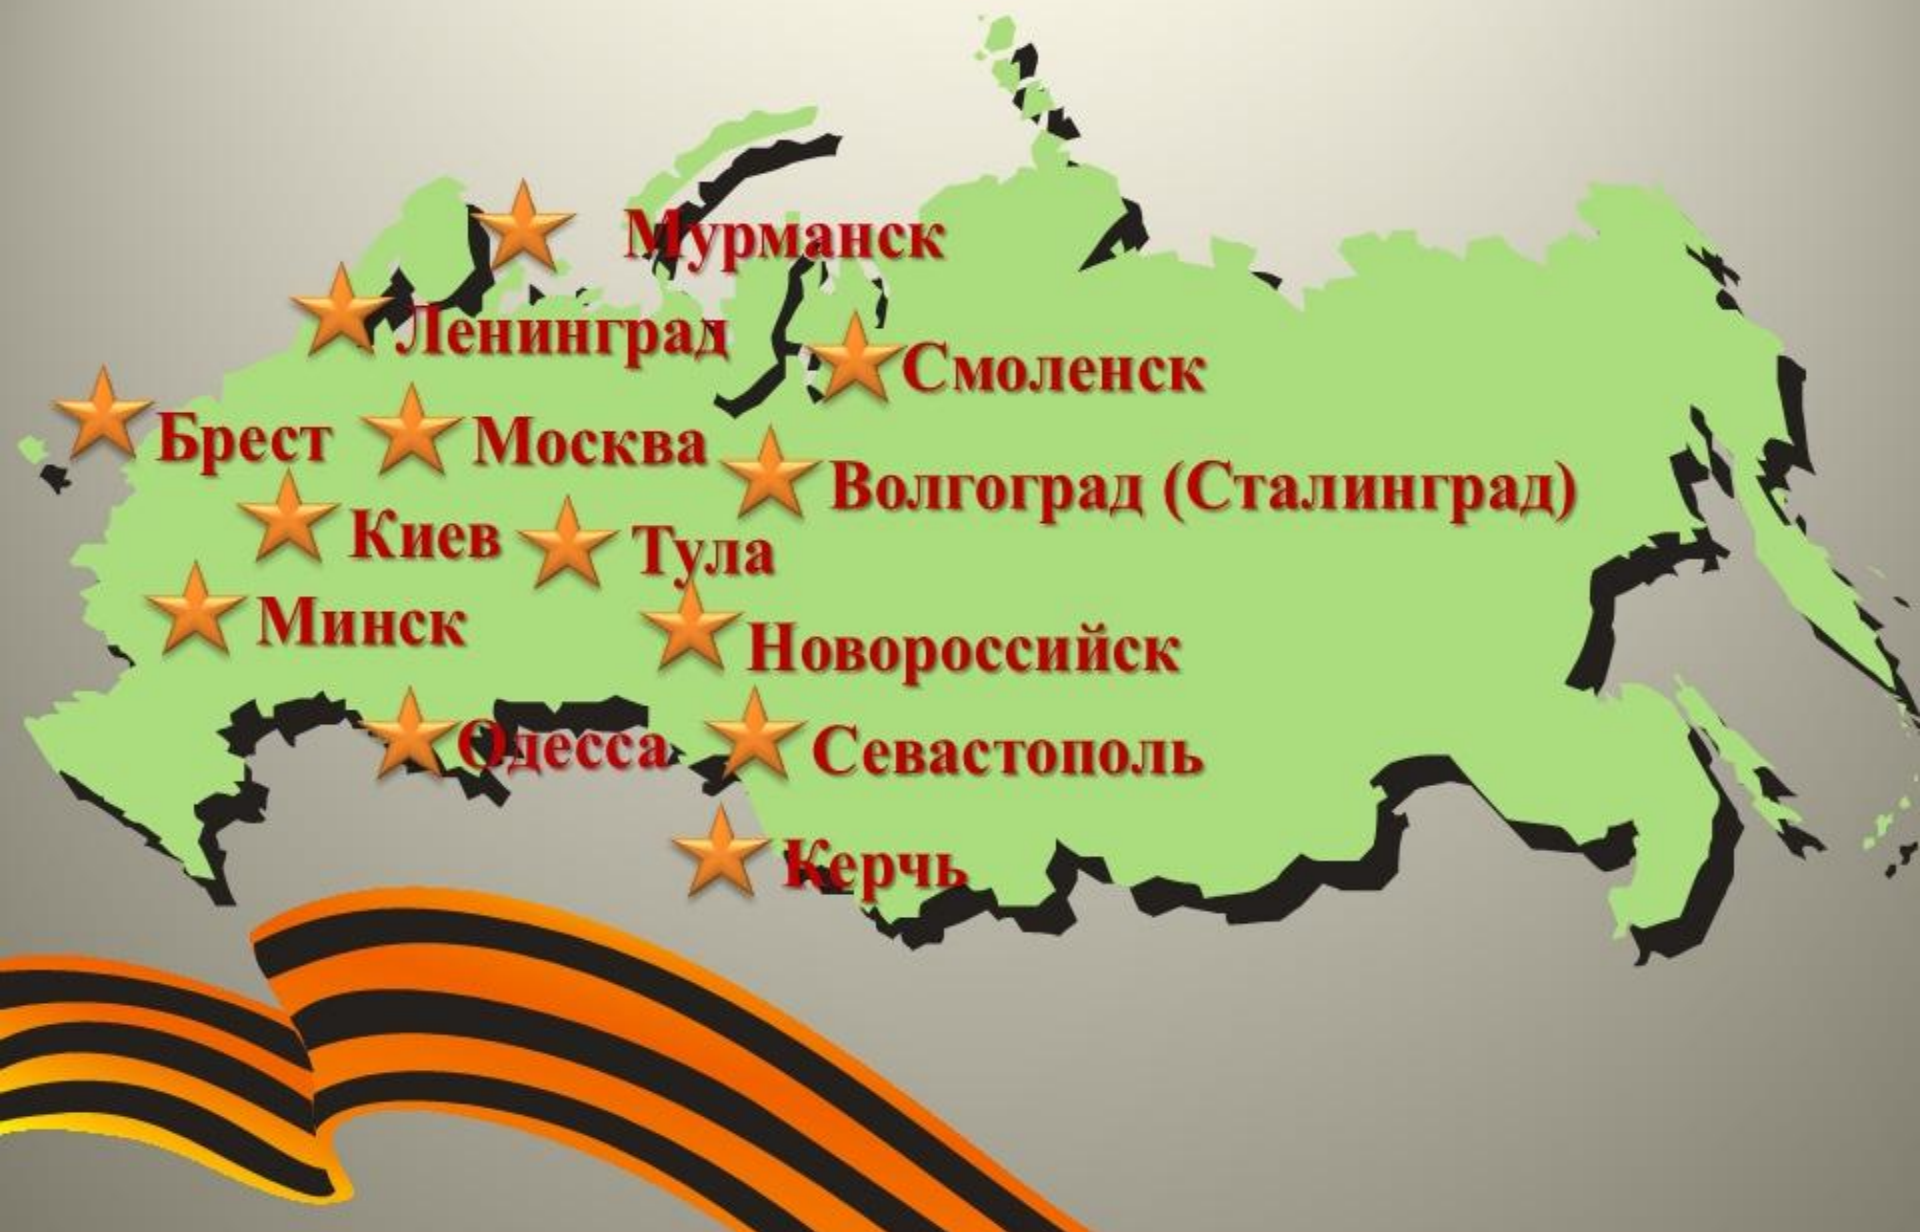 Мурманск
Ленинград
Смоленск
Брест
Москва
Волгоград (Сталинград)
Киев
Тула
Минск
Новороссийск
Одесса
Севастополь
Керчь